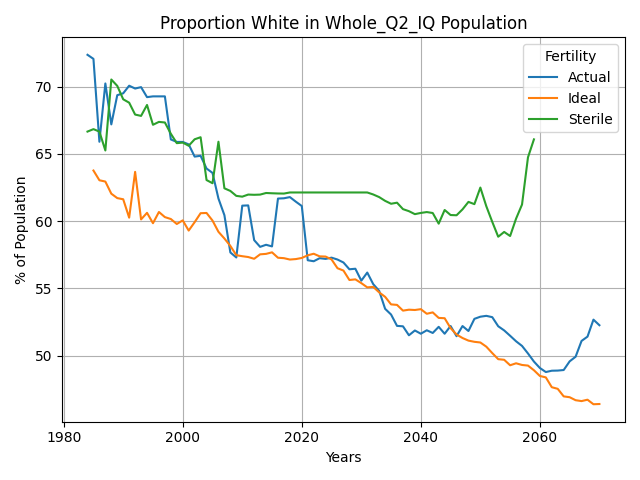 Proportion White in Whole_Q2_IQ Population
% of Population
70
65
60
55
50
1980
2000
2020
2040
2060
Years
Fertility
Actual
Ideal
Sterile